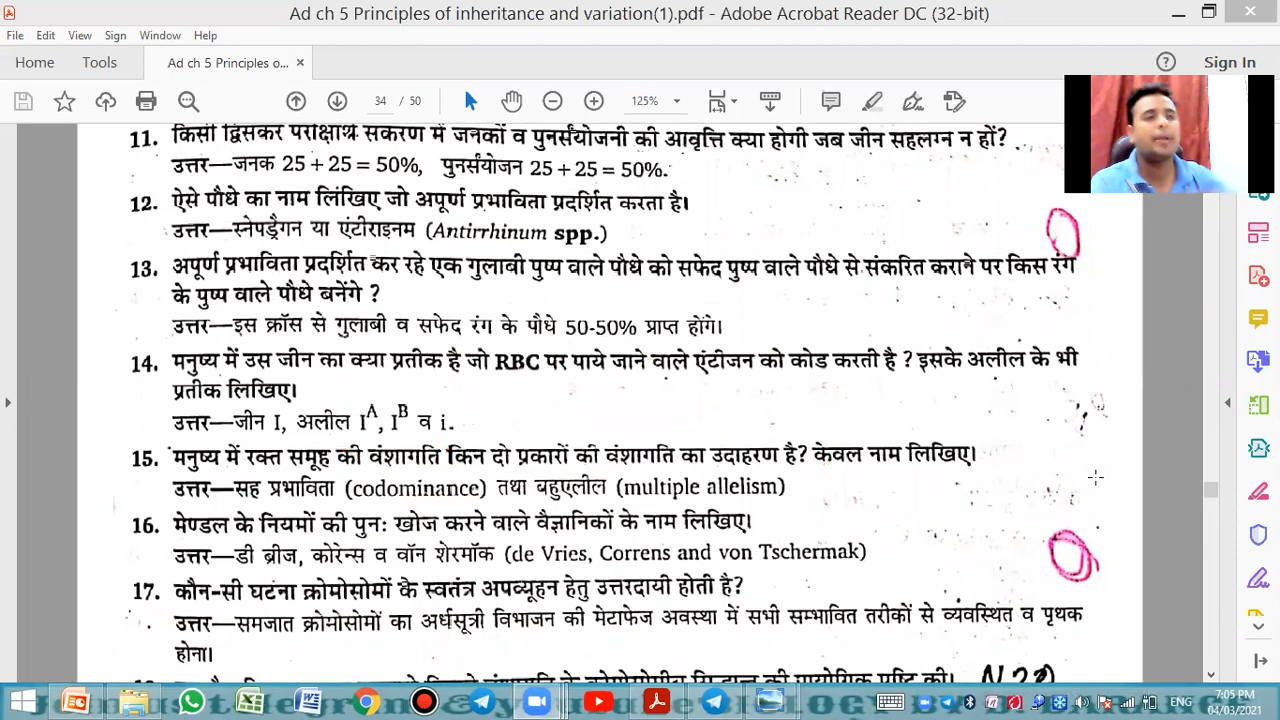 Ad ch 5 Principles of inheritance and variation(1).pdf - Adobe Acrobat Reader DC (32-bit)
File Edit View Sign Window Help
Home Tools Ad ch 5 Principles o... × Sign In
34 / 50 125%
11. किसी द्विसंकर परीक्षार्थ संकरण में जनकों व पुनर्संयोजनी की आवृत्ति क्या होगी जब जीन सहलग्न न हों?
उत्तर—जनक 25 + 25 = 50%, पुनर्संयोजन 25 + 25 = 50%.
12. ऐसे पौधे का नाम लिखिए जो अपूर्ण प्रभाविता प्रदर्शित करता है।
उत्तर—स्नेपड्रैगन या एंटीराइनम (Antirrhinum spp.)
13. अपूर्ण प्रभाविता प्रदर्शित कर रहे एक गुलाबी पुष्प वाले पौधे को सफेद पुष्प वाले पौधे से संकरित कराने पर किस रंग
के पुष्प वाले पौधे बनेंगे ?
उत्तर—इस क्रॉस से गुलाबी व सफेद रंग के पौधे 50-50% प्राप्त होंगे।
14. मनुष्य में उस जीन का क्या प्रतीक है जो RBC पर पाये जाने वाले एंटीजन को कोड करती है ? इसके अलील के भी
प्रतीक लिखिए।
उत्तर—जीन I, अलील I^A, I^B व i.
15. मनुष्य में रक्त समूह की वंशागति किन दो प्रकारों की वंशागति का उदाहरण है? केवल नाम लिखिए।
उत्तर—सह प्रभाविता (codominance) तथा बहुएलील (multiple allelism)
16. मेण्डल के नियमों की पुनः खोज करने वाले वैज्ञानिकों के नाम लिखिए।
उत्तर—डी ब्रीज, कोरेन्स व वॉन शेरमॉक (de Vries, Correns and von Tschermak)
17. कौन-सी घटना क्रोमोसोमों के स्वतंत्र अपव्यूहन हेतु उत्तरदायी होती है?
उत्तर—समजात क्रोमोसोमों का अर्धसूत्री विभाजन की मेटाफेज अवस्था में सभी सम्भावित तरीकों से व्यवस्थित व पृथक
होना।
ENG 7:05 PM
04/03/2021